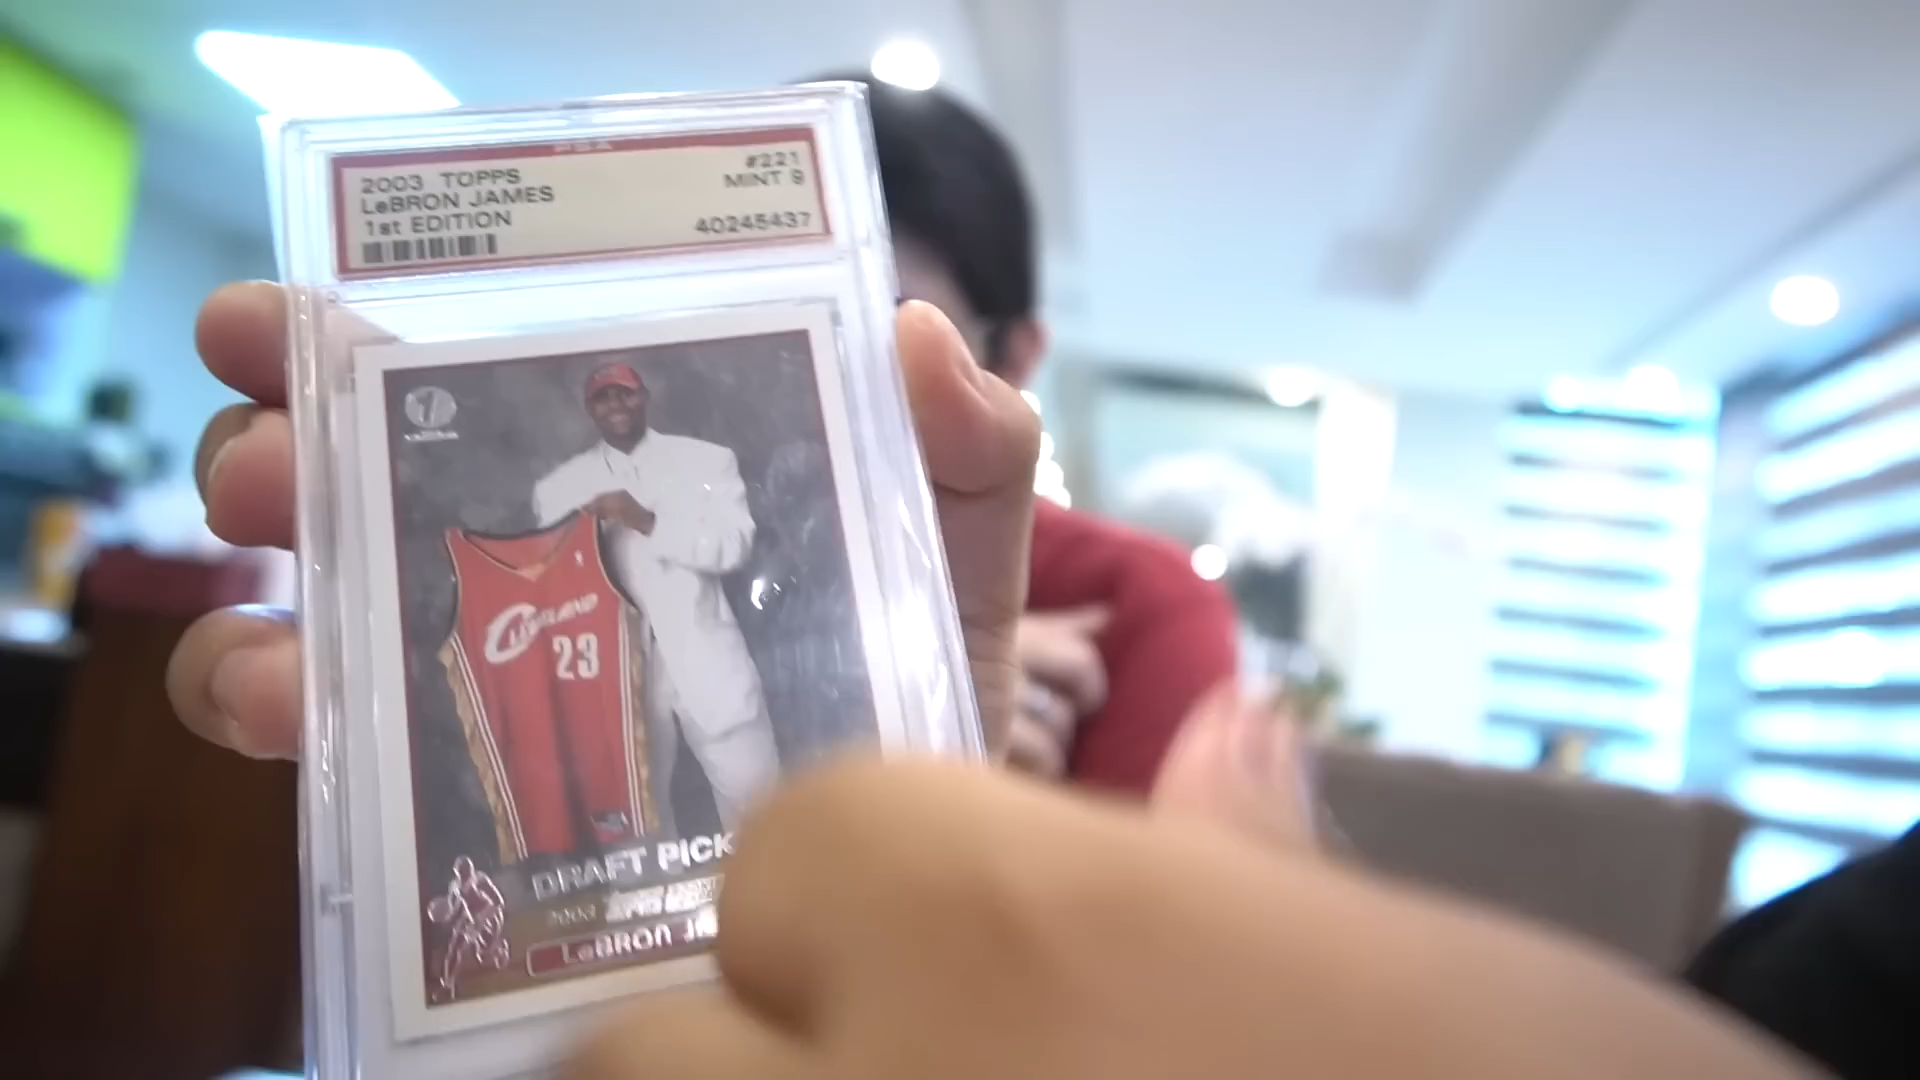 PSA
2003 TOPPS #221
LeBRON JAMES MINT 9
1st EDITION 40245437
CLEVELAND
23
DRAFT PICK
2003
LeBRON